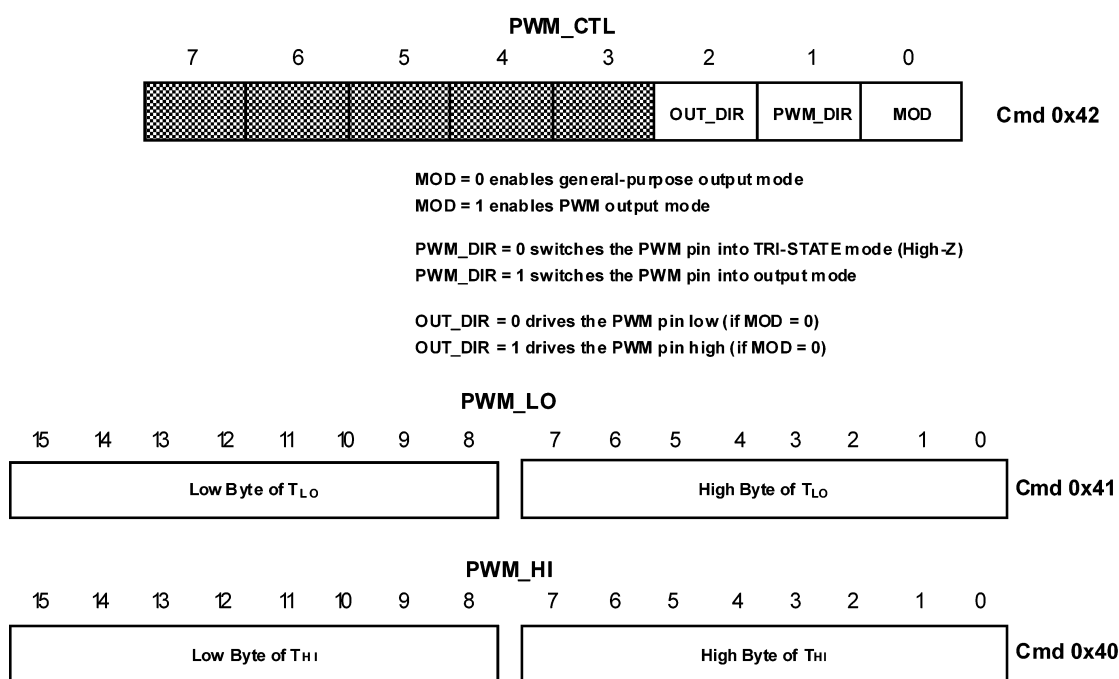 PWM_CTL
7 6 5 4 3 2 1 0
OUT_DIR PWM_DIR MOD Cmd 0x42
MOD = 0 enables general-purpose output mode
MOD = 1 enables PWM output mode
PWM_DIR = 0 switches the PWM pin into TRI-STATE mode (High-Z)
PWM_DIR = 1 switches the PWM pin into output mode
OUT_DIR = 0 drives the PWM pin low (if MOD = 0)
OUT_DIR = 1 drives the PWM pin high (if MOD = 0)
PWM_LO
15 14 13 12 11 10 9 8 7 6 5 4 3 2 1 0
Low Byte of TLO High Byte of TLO Cmd 0x41
PWM_HI
15 14 13 12 11 10 9 8 7 6 5 4 3 2 1 0
Low Byte of THI High Byte of THI Cmd 0x40